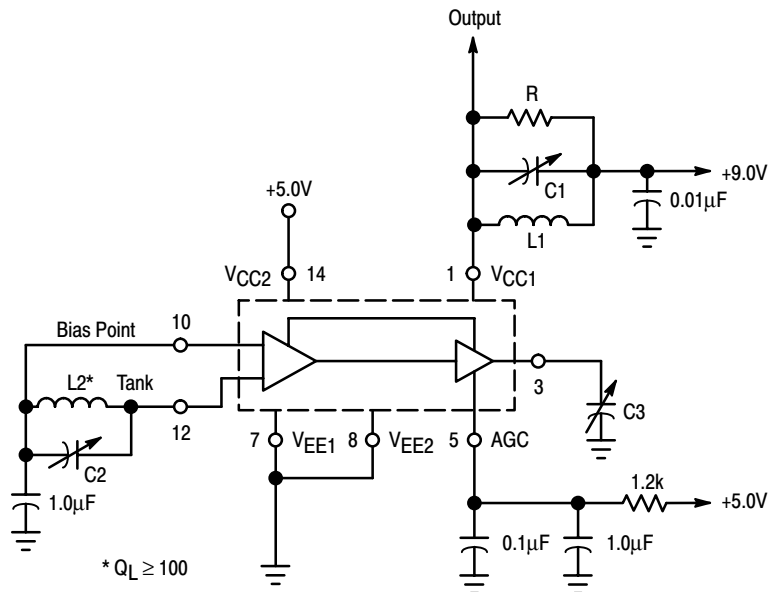 Output
R
C1
+9.0V
0.01µF
L1
+5.0V
VCC2 14
1 VCC1
Bias Point 10
L2* Tank
12
C2
1.0µF
3
C3
7 VEE1 8 VEE2 5 AGC
1.2k
+5.0V
0.1µF 1.0µF
* QL ≥ 100